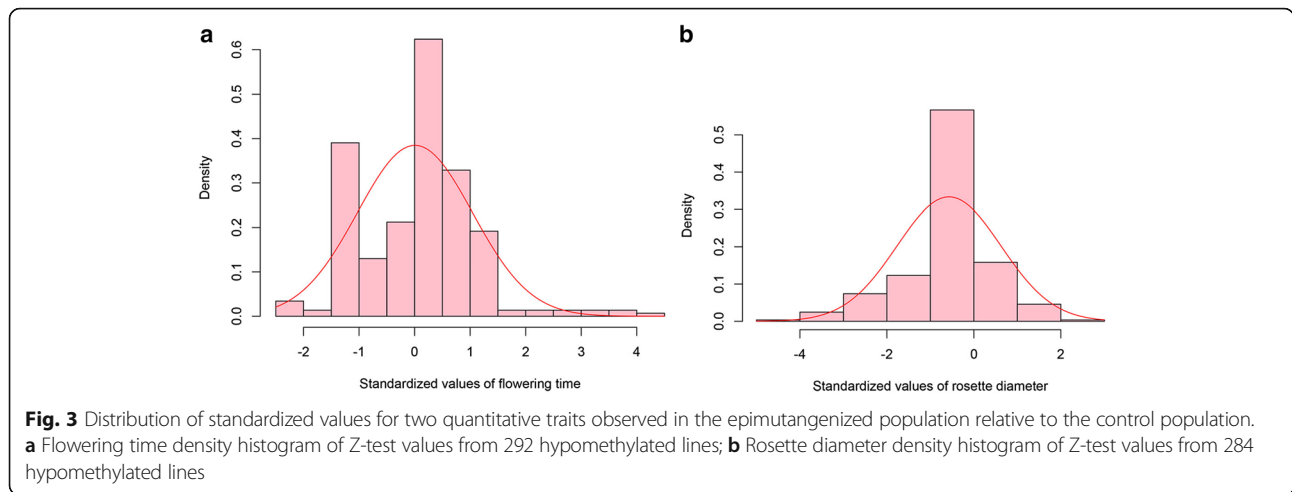 a
0.6
0.5
0.4
0.3
0.2
0.1
0.0
Density
-2 -1 0 1 2 3 4
Standardized values of flowering time
b
0.5
0.4
0.3
0.2
0.1
0.0
Density
-4 -2 0 2
Standardized values of rosette diameter
Fig. 3 Distribution of standardized values for two quantitative traits observed in the epimutangenized population relative to the control population.
a Flowering time density histogram of Z-test values from 292 hypomethylated lines; b Rosette diameter density histogram of Z-test values from 284
hypomethylated lines